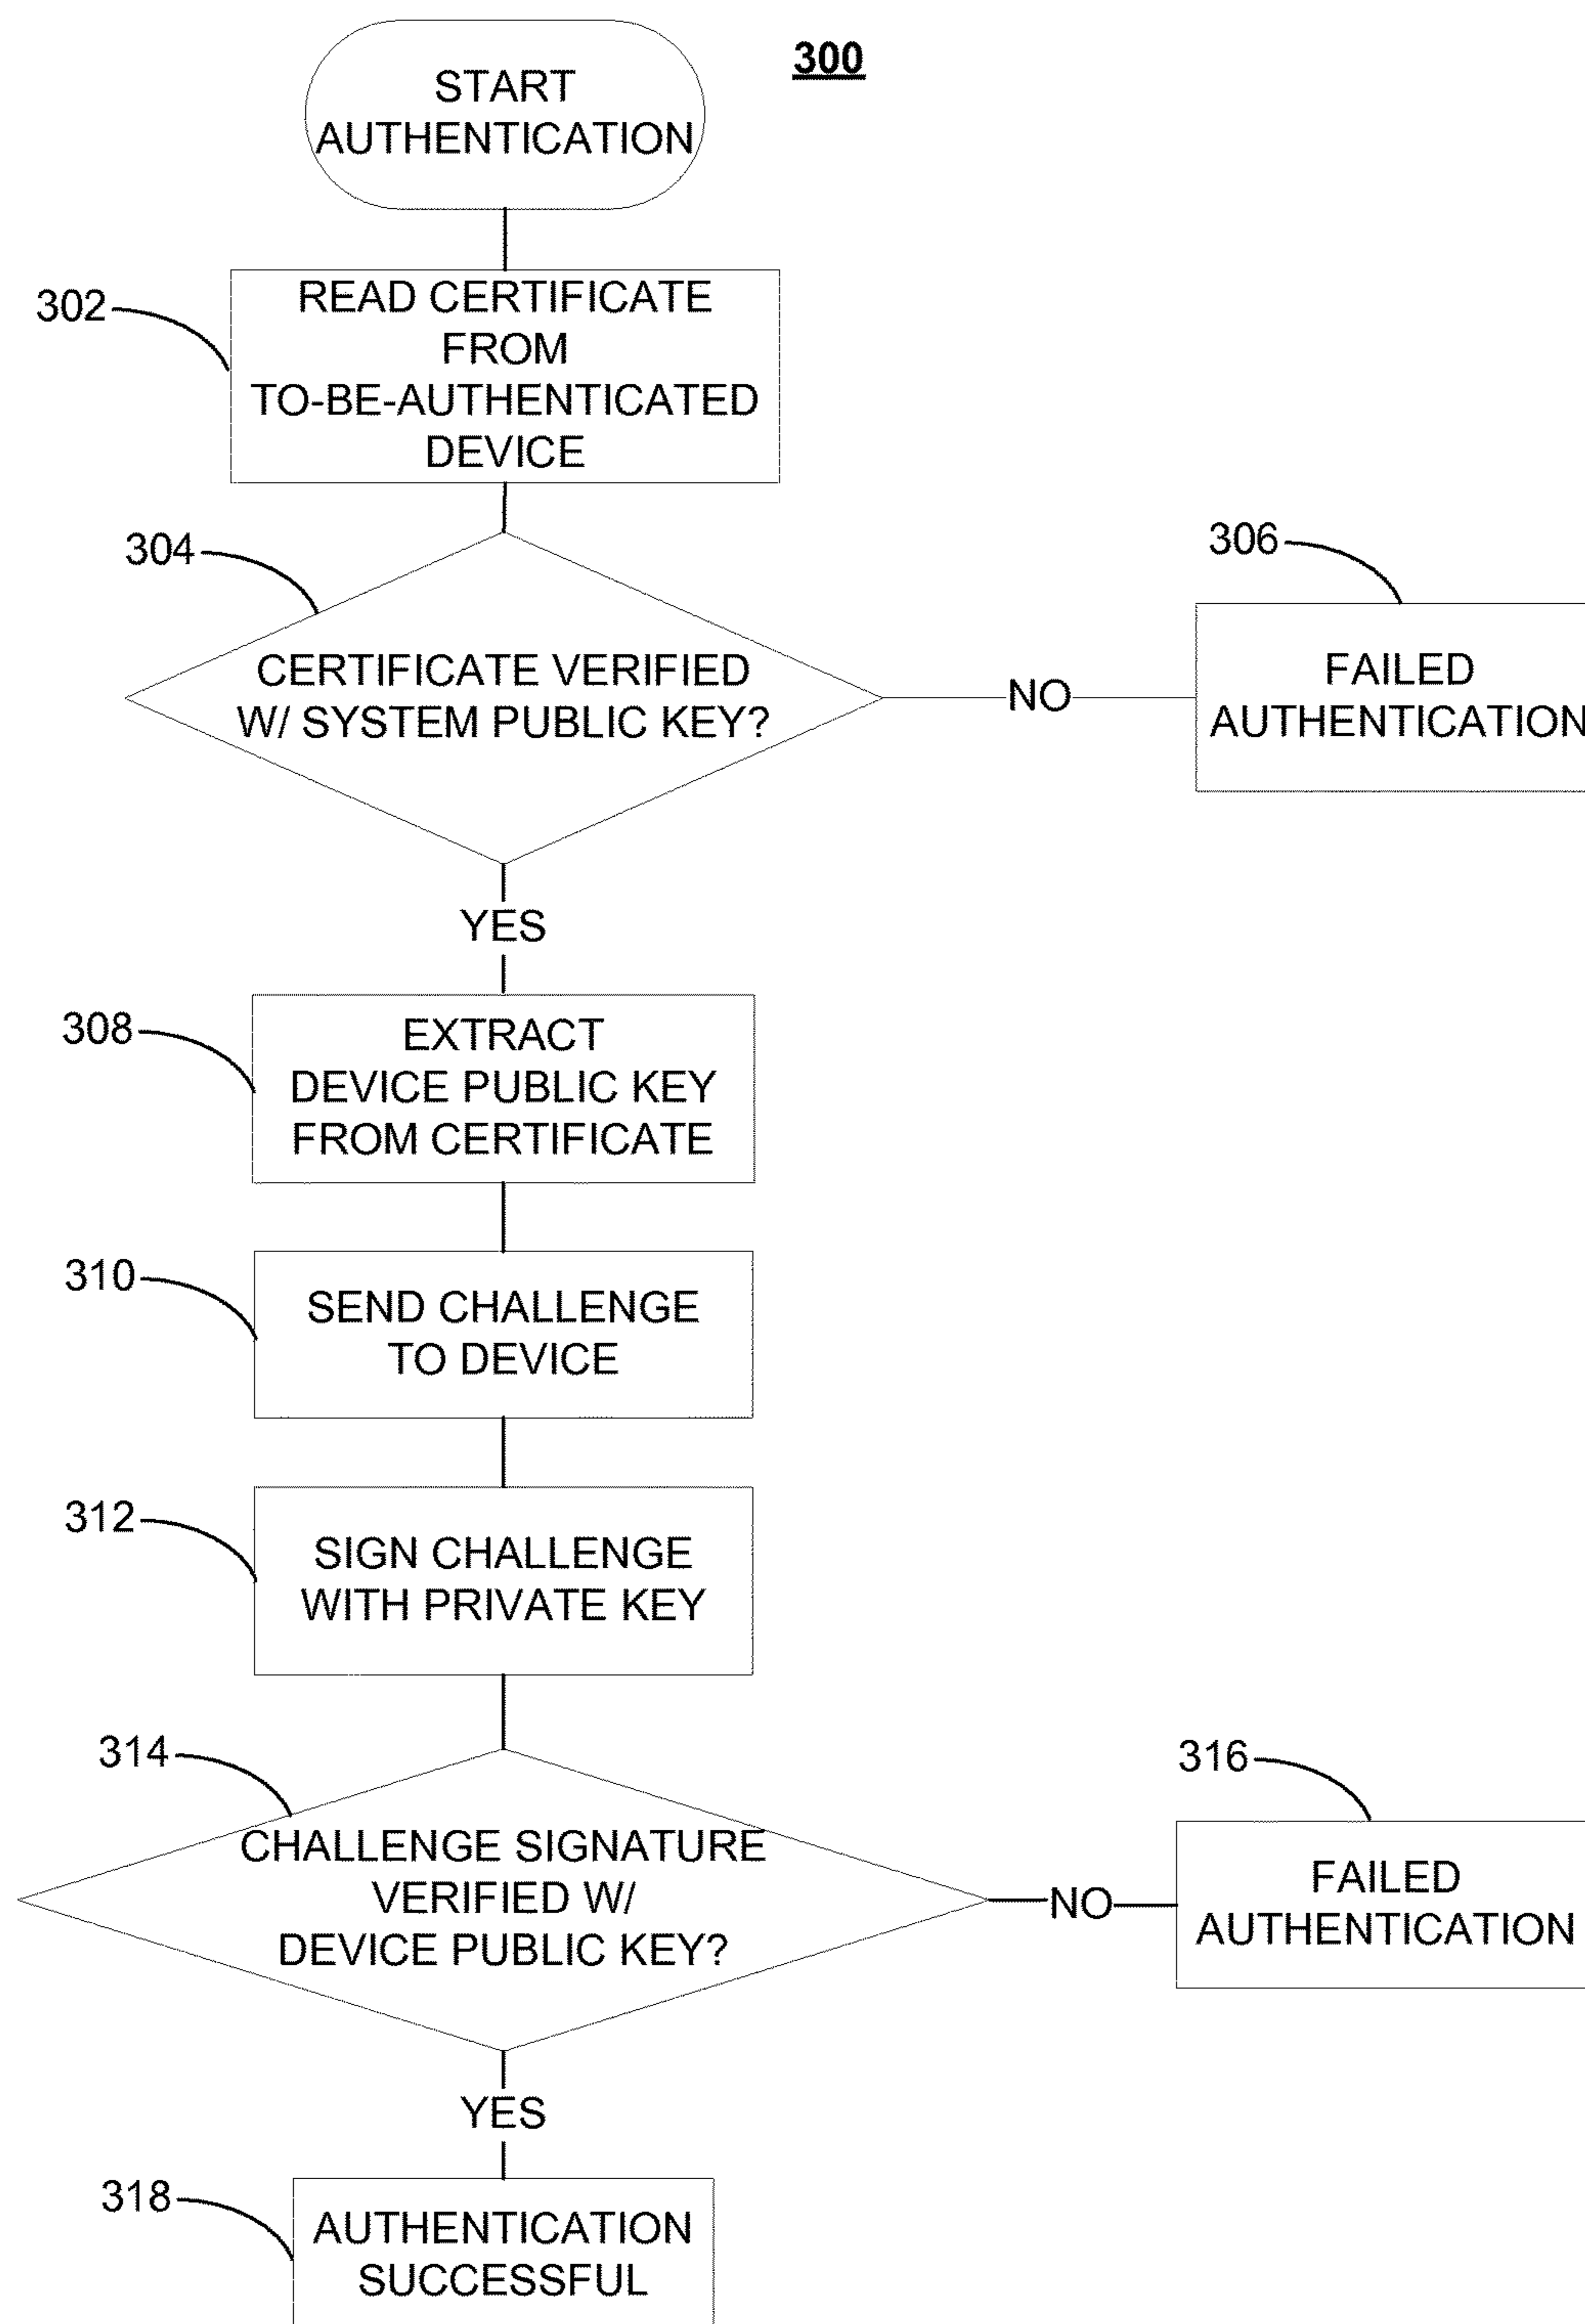 300
START
AUTHENTICATION
302
READ CERTIFICATE
FROM
TO-BE-AUTHENTICATED
DEVICE
304
CERTIFICATE VERIFIED
W/ SYSTEM PUBLIC KEY?
NO
306
FAILED
AUTHENTICATION
YES
308
EXTRACT
DEVICE PUBLIC KEY
FROM CERTIFICATE
310
SEND CHALLENGE
TO DEVICE
312
SIGN CHALLENGE
WITH PRIVATE KEY
314
CHALLENGE SIGNATURE
VERIFIED W/
DEVICE PUBLIC KEY?
NO
316
FAILED
AUTHENTICATION
YES
318
AUTHENTICATION
SUCCESSFUL